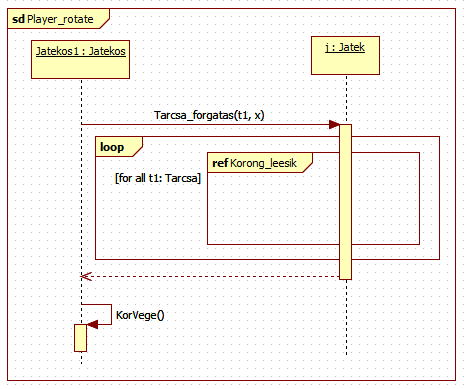 sd Player_rotate
Jatekos1 : Jatekos
j : Jatek
Tarcsa_forgatas(t1, x)
loop
ref Korong_leesik
[for all t1: Tarcsa]
KorVege()